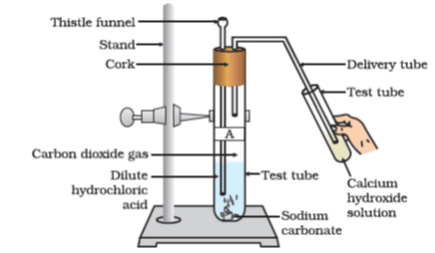 Thistle funnel
Stand
Cork
Delivery tube
Test tube
A
Carbon dioxide gas
Dilute
hydrochloric
acid
Test tube
'A'
Calcium
hydroxide
solution
Sodium
carbonate